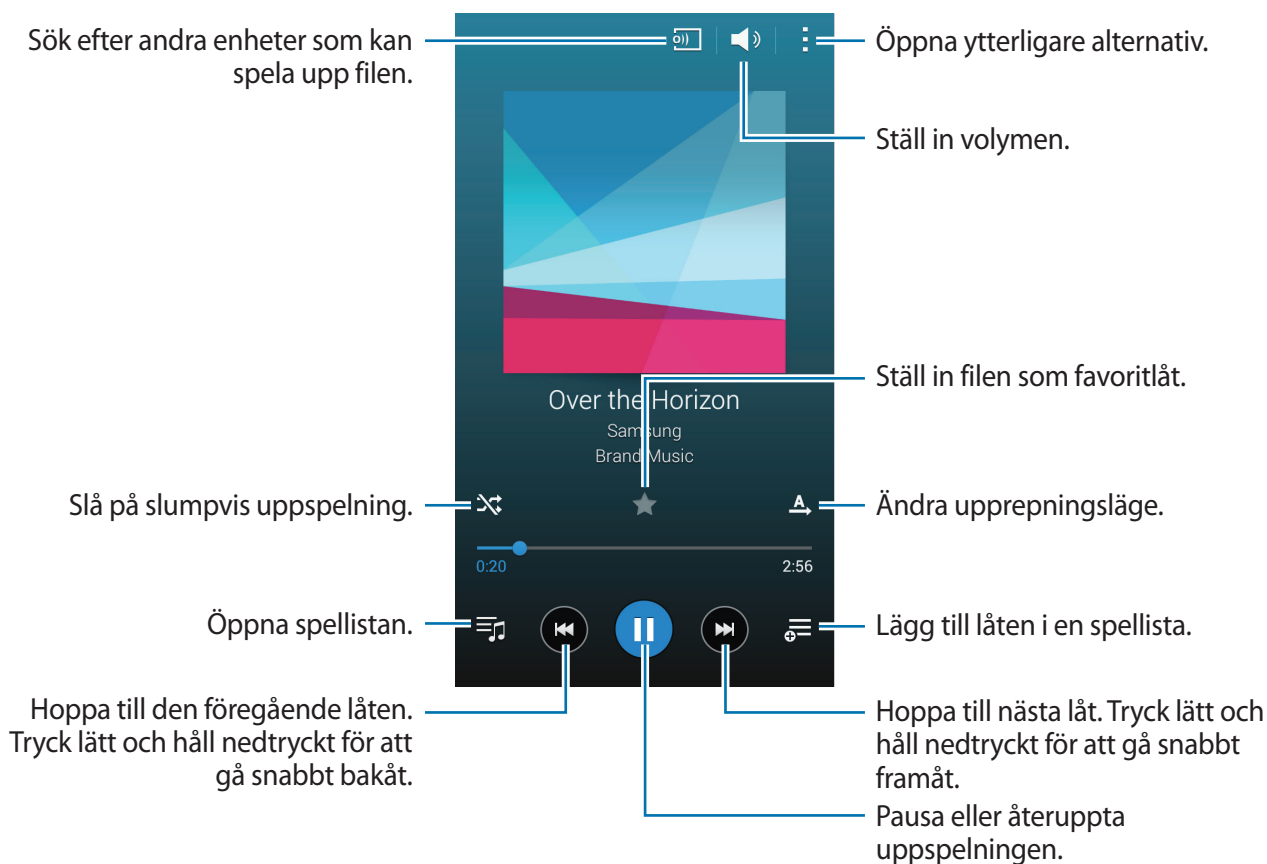 Sök efter andra enheter som kan
spela upp filen.
Öppna ytterligare alternativ.
Ställ in volymen.
Ställ in filen som favoritlåt.
Over the Horizon
Samsung
Brand Music
Slå på slumpvis uppspelning.
A
Ändra upprepningsläge.
0:20
2:56
Öppna spellistan.
Lägg till låten i en spellista.
Hoppa till den föregående låten.
Tryck lätt och håll nedtryckt för att
gå snabbt bakåt.
Hoppa till nästa låt. Tryck lätt och
håll nedtryckt för att gå snabbt
framåt.
Pausa eller återuppta
uppspelningen.